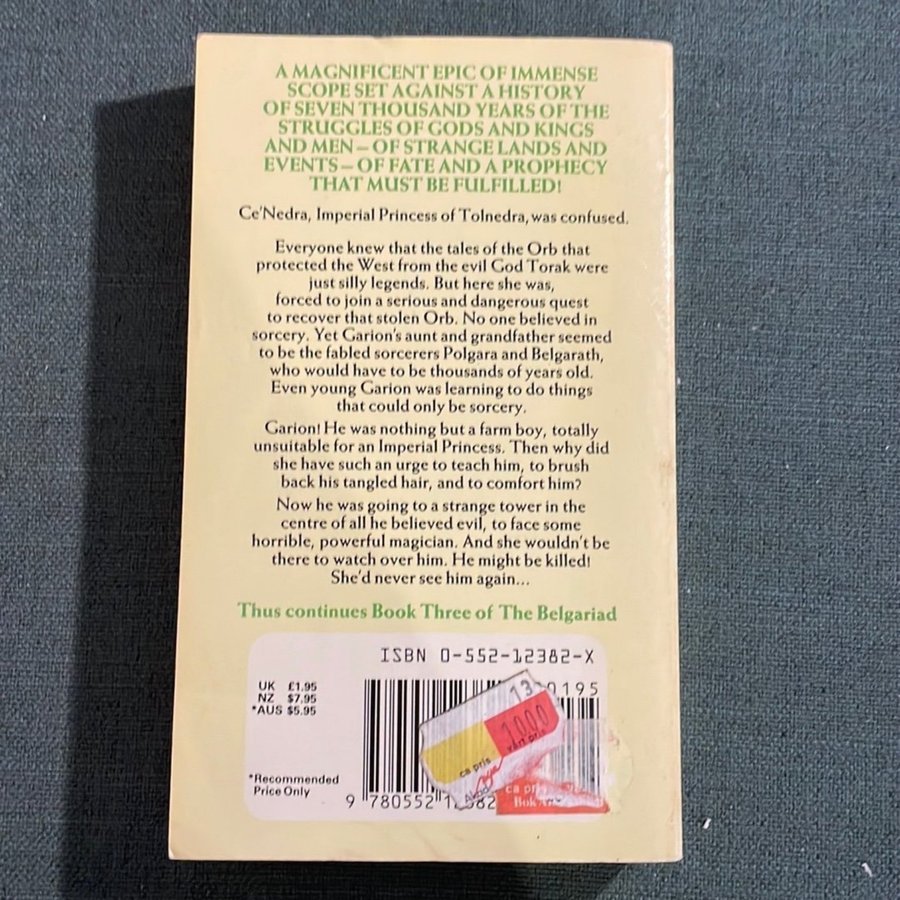 A MAGNIFICENT EPIC OF IMMENSE
SCOPE SET AGAINST A HISTORY
OF SEVEN THOUSAND YEARS OF THE
STRUGGLES OF GODS AND KINGS
AND MEN – OF STRANGE LANDS AND
EVENTS – OF FATE AND A PROPHECY
THAT MUST BE FULFILLED!
Ce'Nedra, Imperial Princess of Tolnedra, was confused.
Everyone knew that the tales of the Orb that
protected the West from the evil God Torak were
just silly legends. But here she was,
forced to join a serious and dangerous quest
to recover that stolen Orb. No one believed in
sorcery. Yet Garion's aunt and grandfather seemed
to be the fabled sorcerers Polgara and Belgarath,
who would have to be thousands of years old.
Even young Garion was learning to do things
that could only be sorcery.
Garion! He was nothing but a farm boy, totally
unsuitable for an Imperial Princess. Then why did
she have such an urge to teach him, to brush
back his tangled hair, and to comfort him?
Now he was going to a strange tower in the
centre of all he believed evil, to face some
horrible, powerful magician. And she wouldn't be
there to watch over him. He might be killed!
She'd never see him again...
Thus continues Book Three of The Belgariad
ISBN 0-552-12382-X
UK £1.95
NZ $7.95
*AUS $5.95
0195
13
1000
vårt pris
ca pris
ca pris
Bok
*Recommended
Price Only
9 780552 12382